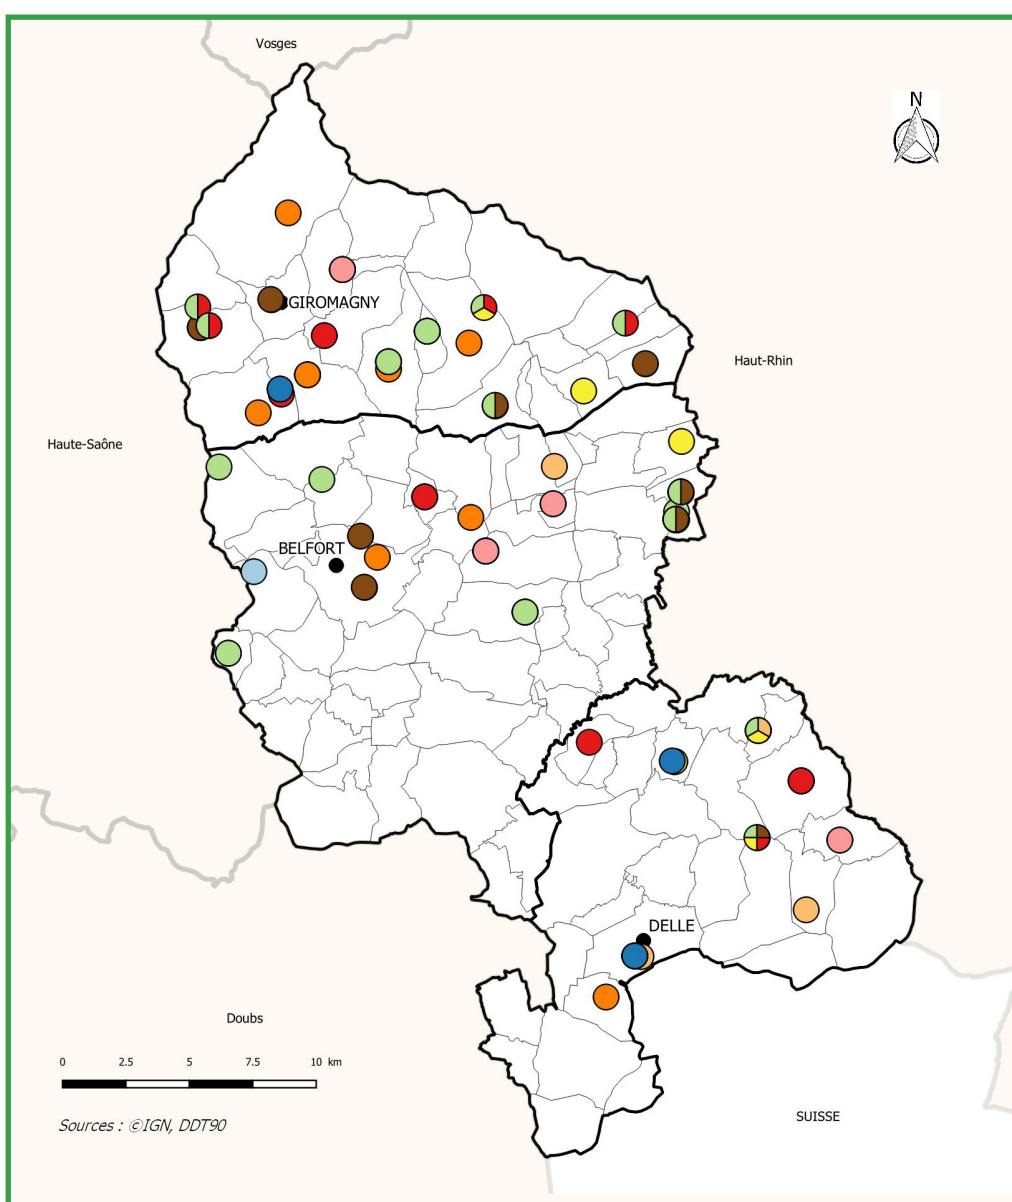 Vosges
N
GIROMAGNY
Haut-Rhin
Haute-Saône
BELFORT
DELLE
Doubs
0 2.5 5 7.5 10 km
SUISSE
Sources : ©IGN, DDT90